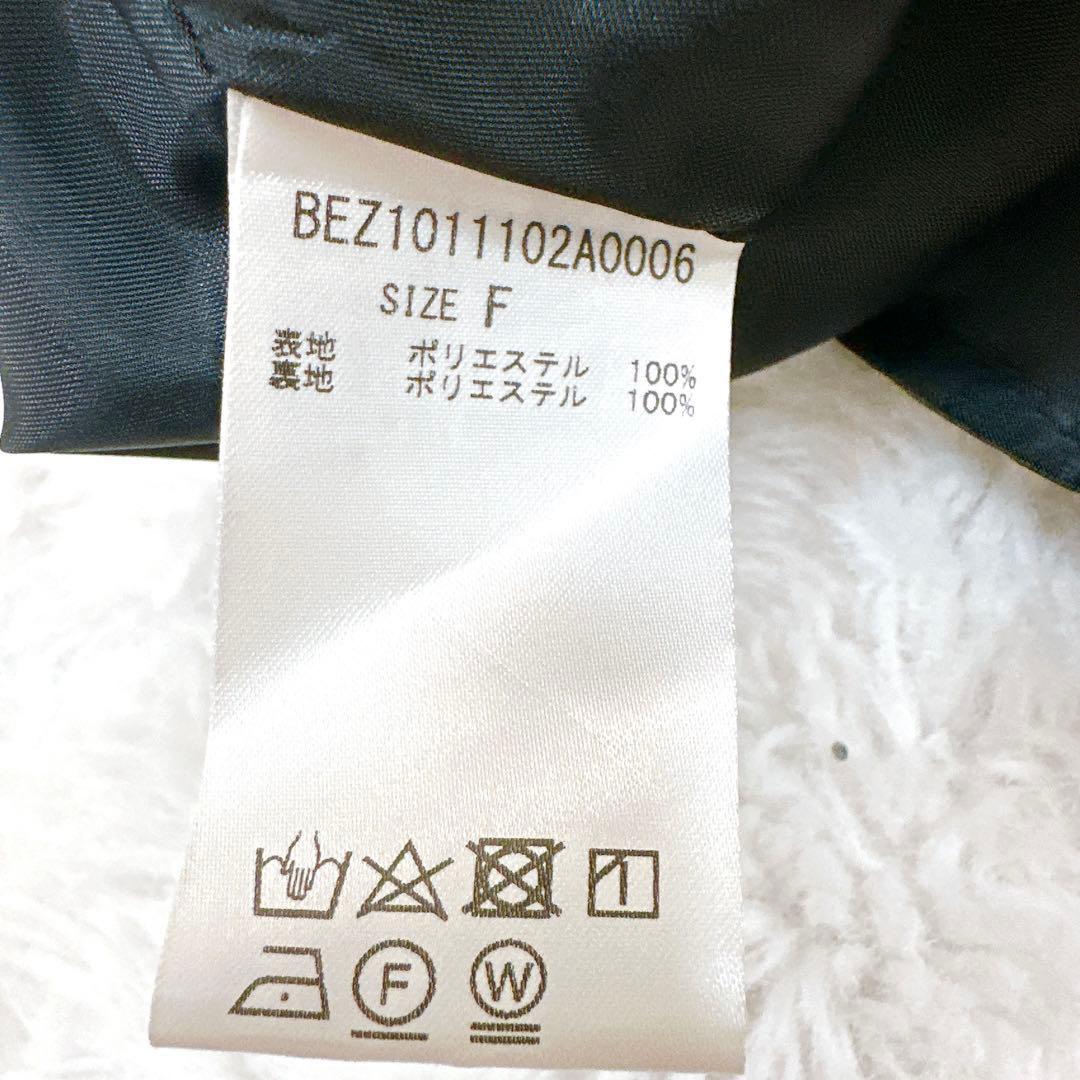 BEZ1011102A0006
SIZE F
表地 ポリエステル 100%
裏地 ポリエステル 100%
F
W